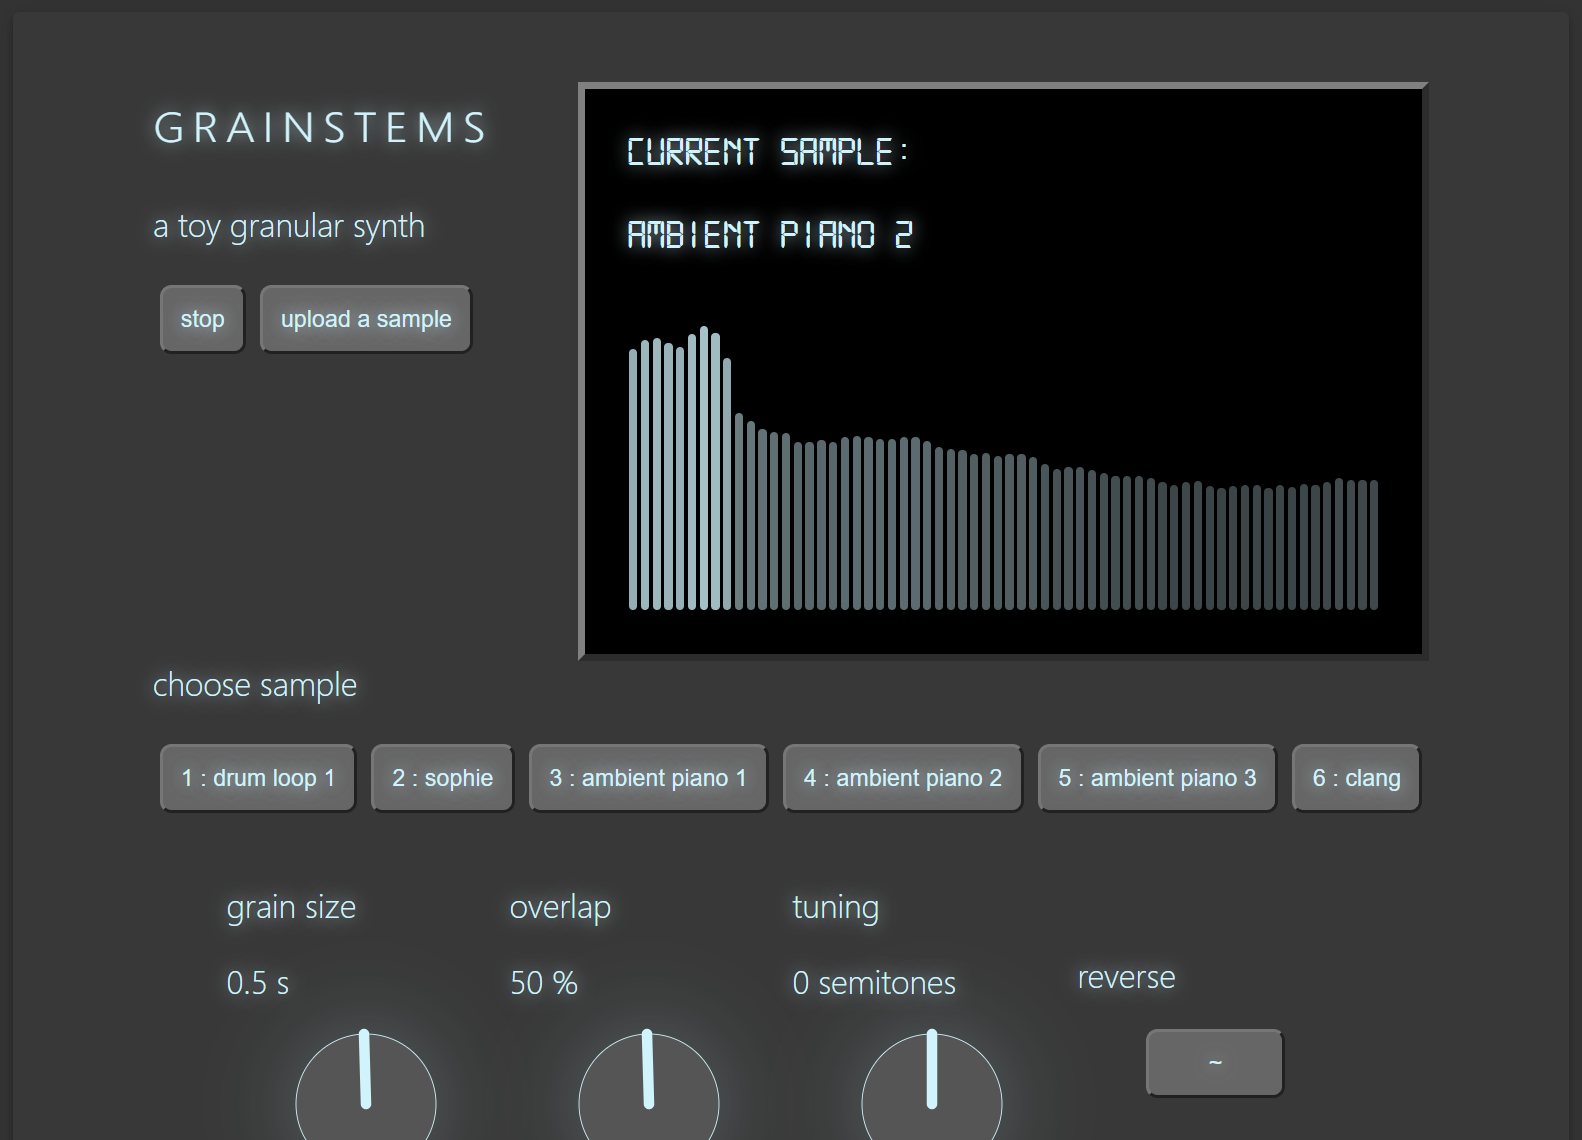 GRAINSTEMS
a toy granular synth
stop
upload a sample
CURRENT SAMPLE:
AMBIENT PIANO 2
choose sample
1 : drum loop 1
2 : sophie
3 : ambient piano 1
4 : ambient piano 2
5 : ambient piano 3
6 : clang
grain size
0.5 s
overlap
50 %
tuning
0 semitones
reverse
~